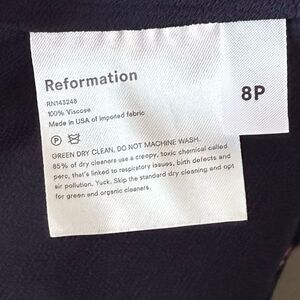 Reformation
RN143248
100% Viscose
Made in USA of imported fabric
P
GREEN DRY CLEAN, DO NOT MACHINE WASH.
85% of dry cleaners use a creepy, toxic chemical called
perc, that's linked to respiratory issues, birth defects and
air pollution. Yuck. Skip the standard dry cleaning and opt
for green and organic cleaners.
8P